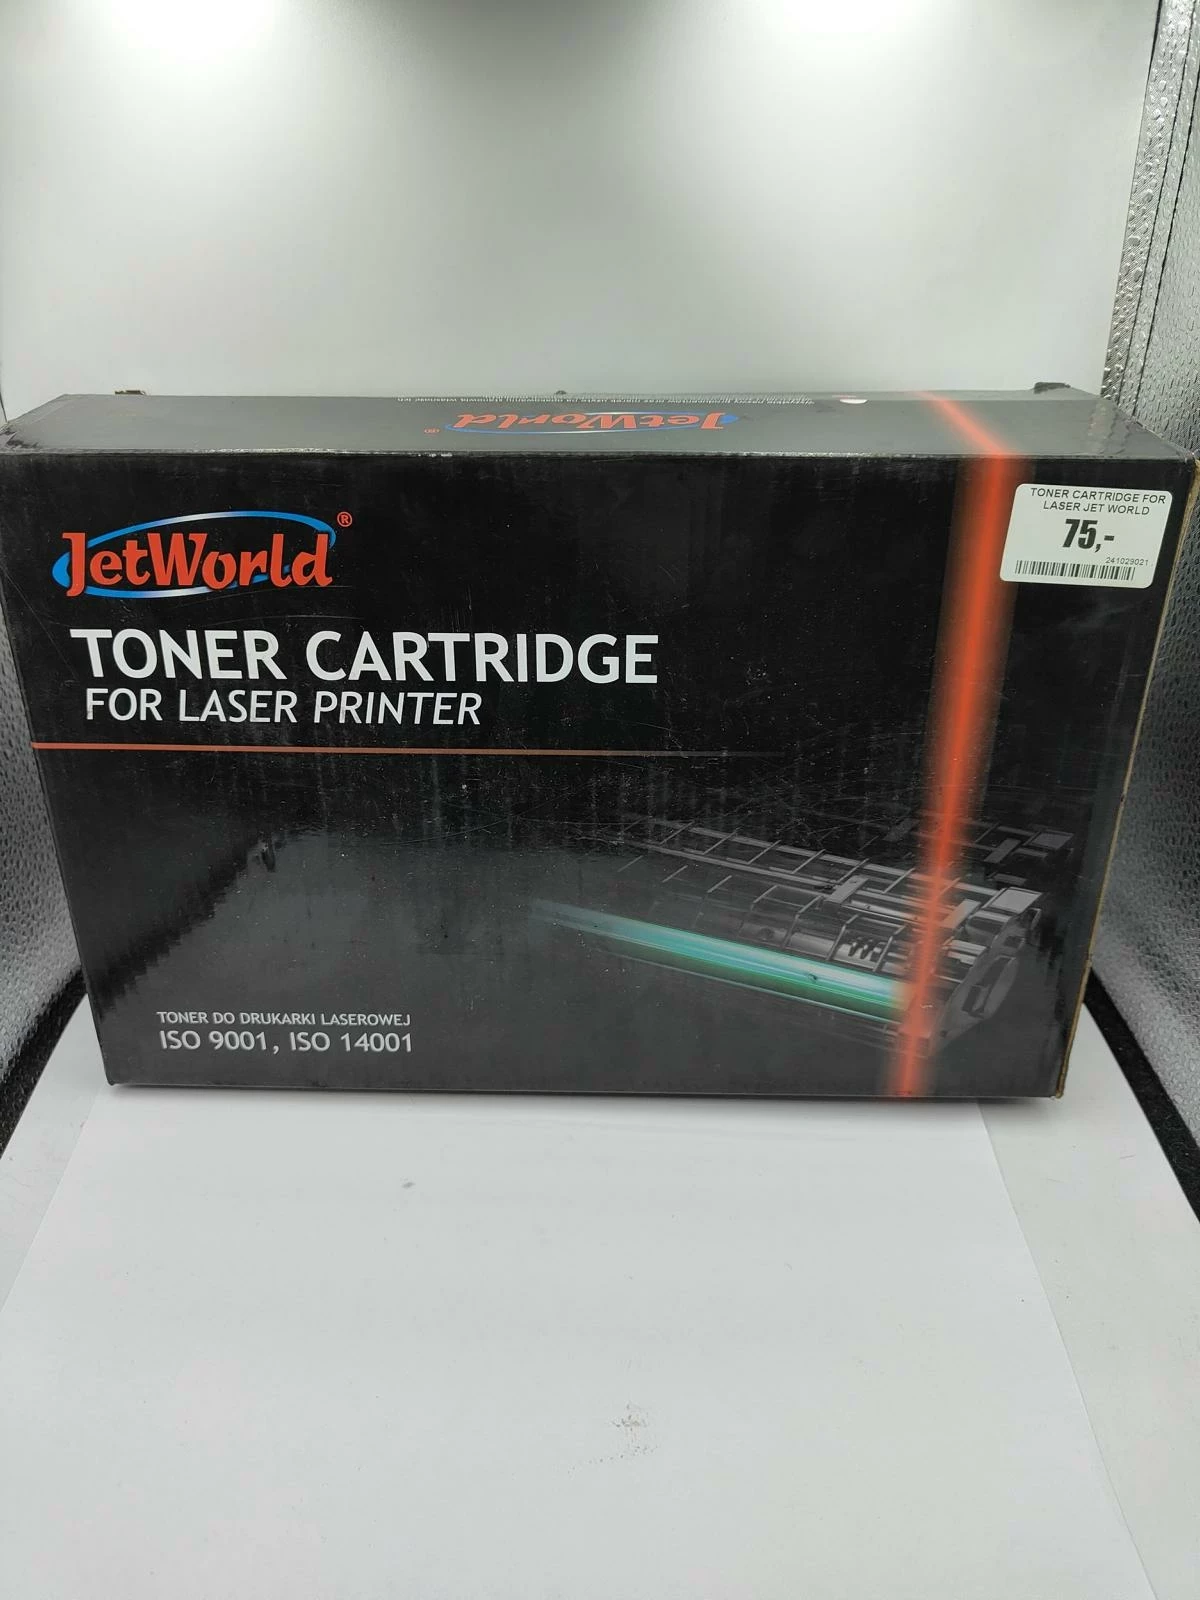 JetWorld ®
JetWorld®
TONER CARTRIDGE
FOR LASER PRINTER
TONER CARTRIDGE FOR
LASER JET WORLD
75,-
241029021
TONER DO DRUKARKI LASEROWEJ
ISO 9001, ISO 14001